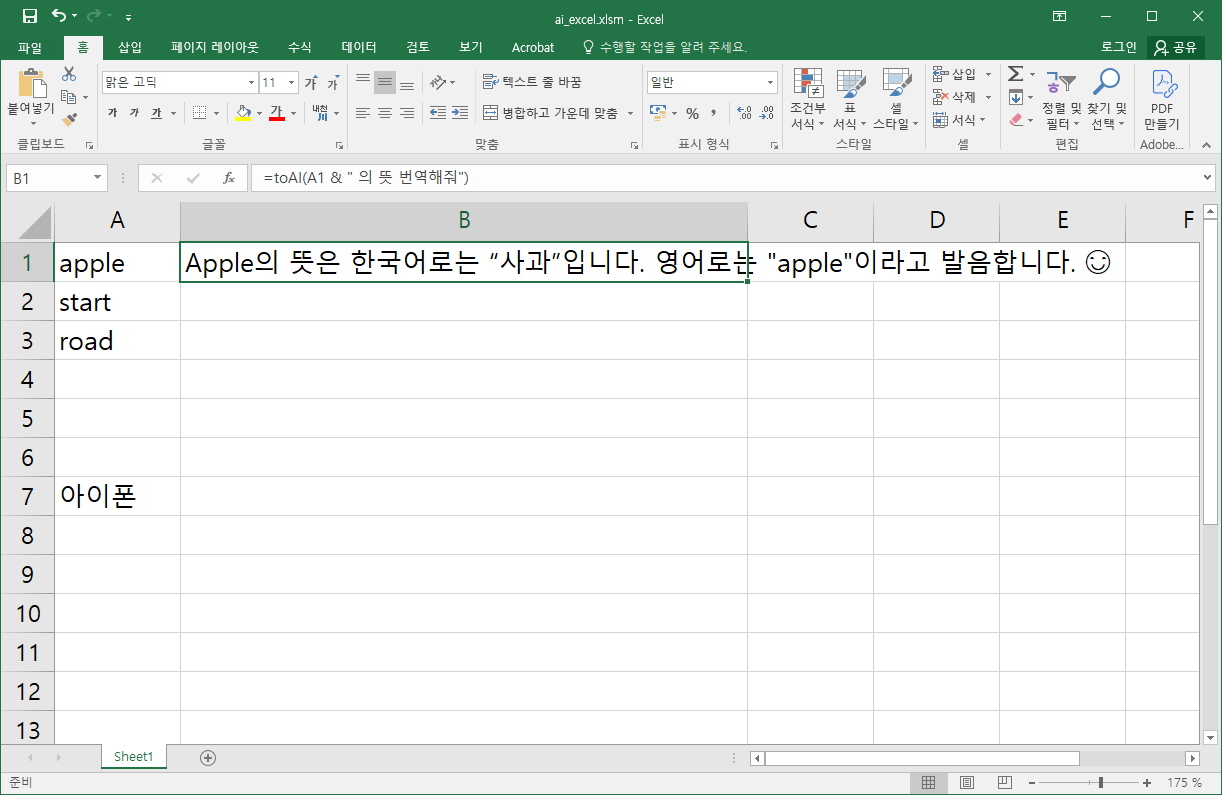 ai_excel.xlsm - Excel
파일 홈 삽입 페이지 레이아웃 수식 데이터 검토 보기 Acrobat 수행할 작업을 알려 주세요. 로그인 공유
붙여넣기
클립보드
맑은 고딕 11 가 가
가 가 가 가 내천
글꼴
텍스트 줄 바꿈
병합하고 가운데 맞춤
맞춤
일반
% , .00 .0
표시 형식
조건부 서식 표 서식 셀 스타일
스타일
삽입
삭제
서식
셀
정렬 및 필터 찾기 및 선택
편집
PDF 만들기
Adobe...
B1 fx =toAI(A1 & " 의 뜻 번역해줘")
A B C D E F
1 apple Apple의 뜻은 한국어로는 “사과”입니다. 영어로는 "apple"이라고 발음합니다. 😊
2 start
3 road
4
5
6
7 아이폰
8
9
10
11
12
13
Sheet1
준비 175 %